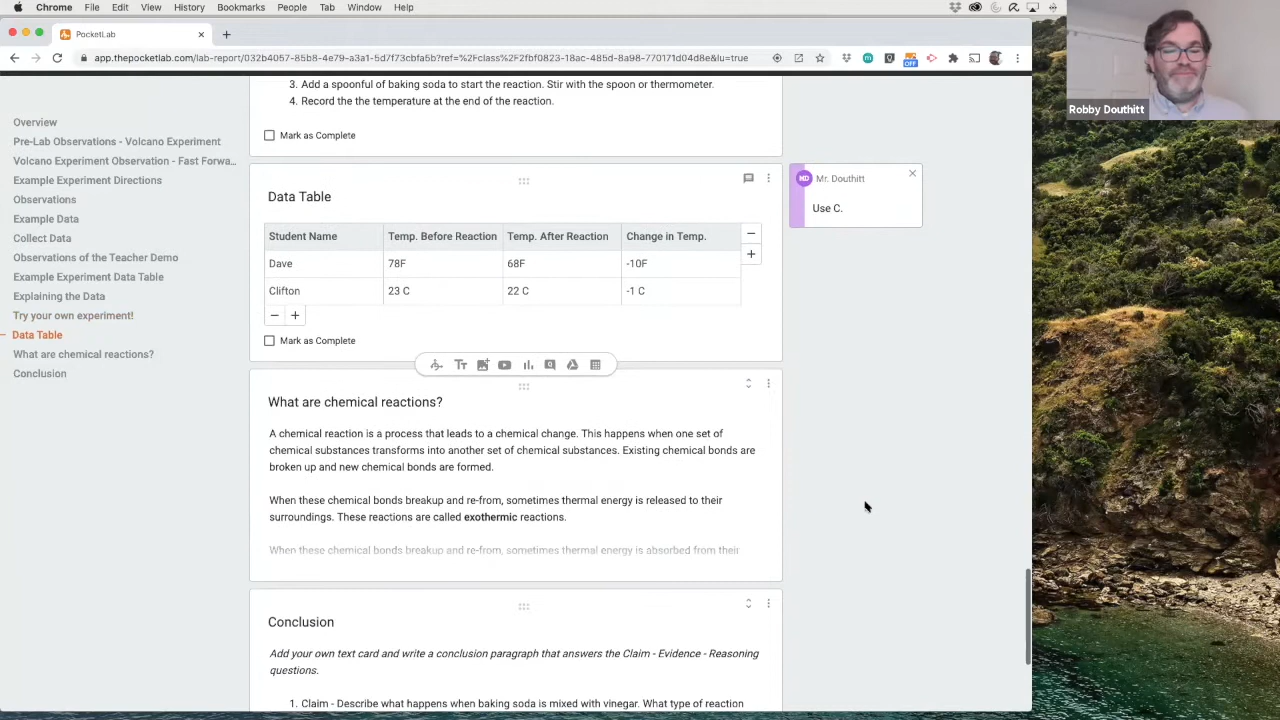 Chrome File Edit View History Bookmarks People Tab Window Help
PocketLab
app.thepocketlab.com/lab-report/032b4057-85b8-4e79-a3a1-5d7f73cbfa5b?ref=%2Fclass%2F2fbf0823-18ac-485d-8a98-770171d04d8e&lu=true
OFF
Robby Douthitt
3. Add a spoonful of baking soda to start the reaction. Stir with the spoon or thermometer.
4. Record the the temperature at the end of the reaction.
Mark as Complete
Overview
Pre-Lab Observations - Volcano Experiment
Volcano Experiment Observation - Fast Forwa...
Example Experiment Directions
Observations
Example Data
Collect Data
Observations of the Teacher Demo
Example Experiment Data Table
Explaining the Data
Try your own experiment!
Data Table
What are chemical reactions?
Conclusion
Data Table
Student Name Temp. Before Reaction Temp. After Reaction Change in Temp.
Dave 78F 68F -10F
Clifton 23 C 22 C -1 C
Mark as Complete
MD Mr. Douthitt
Use C.
What are chemical reactions?
A chemical reaction is a process that leads to a chemical change. This happens when one set of
chemical substances transforms into another set of chemical substances. Existing chemical bonds are
broken up and new chemical bonds are formed.
When these chemical bonds breakup and re-from, sometimes thermal energy is released to their
surroundings. These reactions are called exothermic reactions.
When these chemical bonds breakup and re-from, sometimes thermal energy is absorbed from their
Conclusion
Add your own text card and write a conclusion paragraph that answers the Claim - Evidence - Reasoning
questions.
1. Claim - Describe what happens when baking soda is mixed with vinegar. What type of reaction